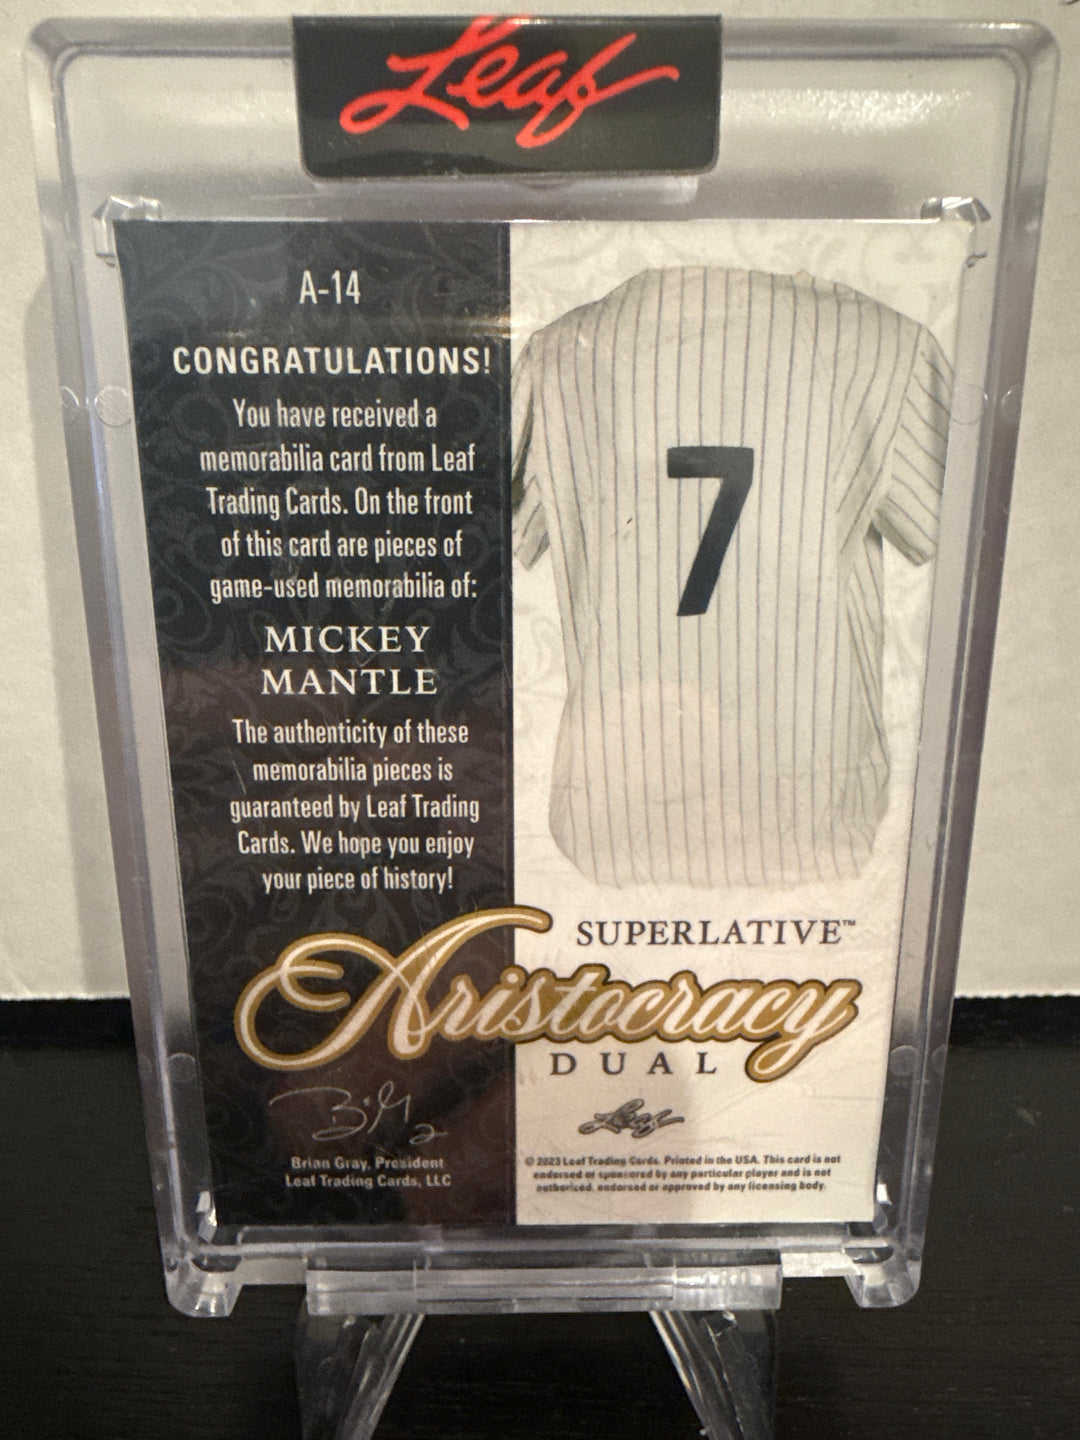 Leaf
A-14
CONGRATULATIONS!
You have received a
memorabilia card from Leaf
Trading Cards. On the front
of this card are pieces of
game-used memorabilia of:
MICKEY
MANTLE
The authenticity of these
memorabilia pieces is
guaranteed by Leaf Trading
Cards. We hope you enjoy
your piece of history!
7
SUPERLATIVE™
Aristocracy
DUAL
Brian Gray, President
Leaf Trading Cards, LLC
Leaf
© 2023 Leaf Trading Cards. Printed in the USA. This card is not
endorsed or sponsored by any particular player and is not
authorized, endorsed or approved by any licensing body.